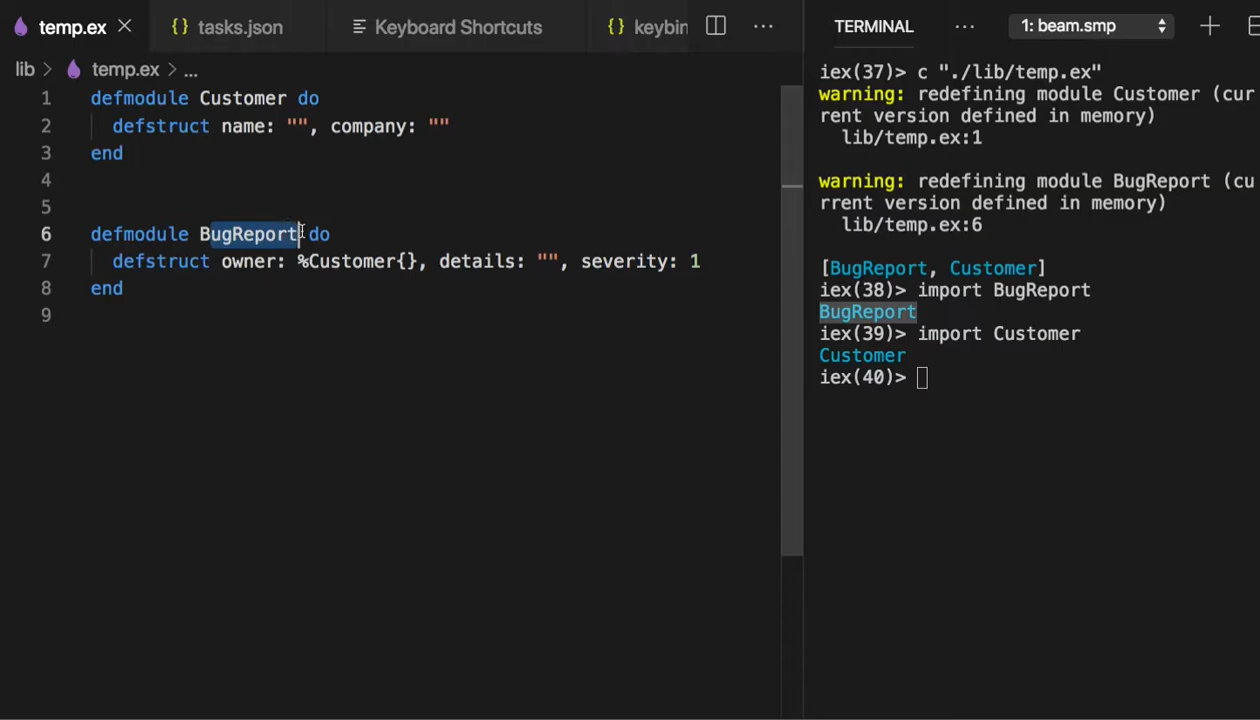 temp.ex
tasks.json
Keyboard Shortcuts
keybin
lib > temp.ex > ...
1 defmodule Customer do
2 defstruct name: "", company: ""
3 end
4
5
6 defmodule BugReport do
7 defstruct owner: %Customer{}, details: "", severity: 1
8 end
9
TERMINAL
1: beam.smp
iex(37)> c "./lib/temp.ex"
warning: redefining module Customer (cur
rent version defined in memory)
lib/temp.ex:1
warning: redefining module BugReport (cu
rrent version defined in memory)
lib/temp.ex:6
[BugReport, Customer]
iex(38)> import BugReport
BugReport
iex(39)> import Customer
Customer
iex(40)>